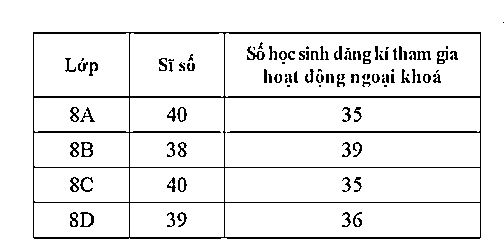 Lớp Sĩ số Số học sinh đăng kí tham gia
hoạt động ngoại khoá
8A 40 35
8B 38 39
8C 40 35
8D 39 36